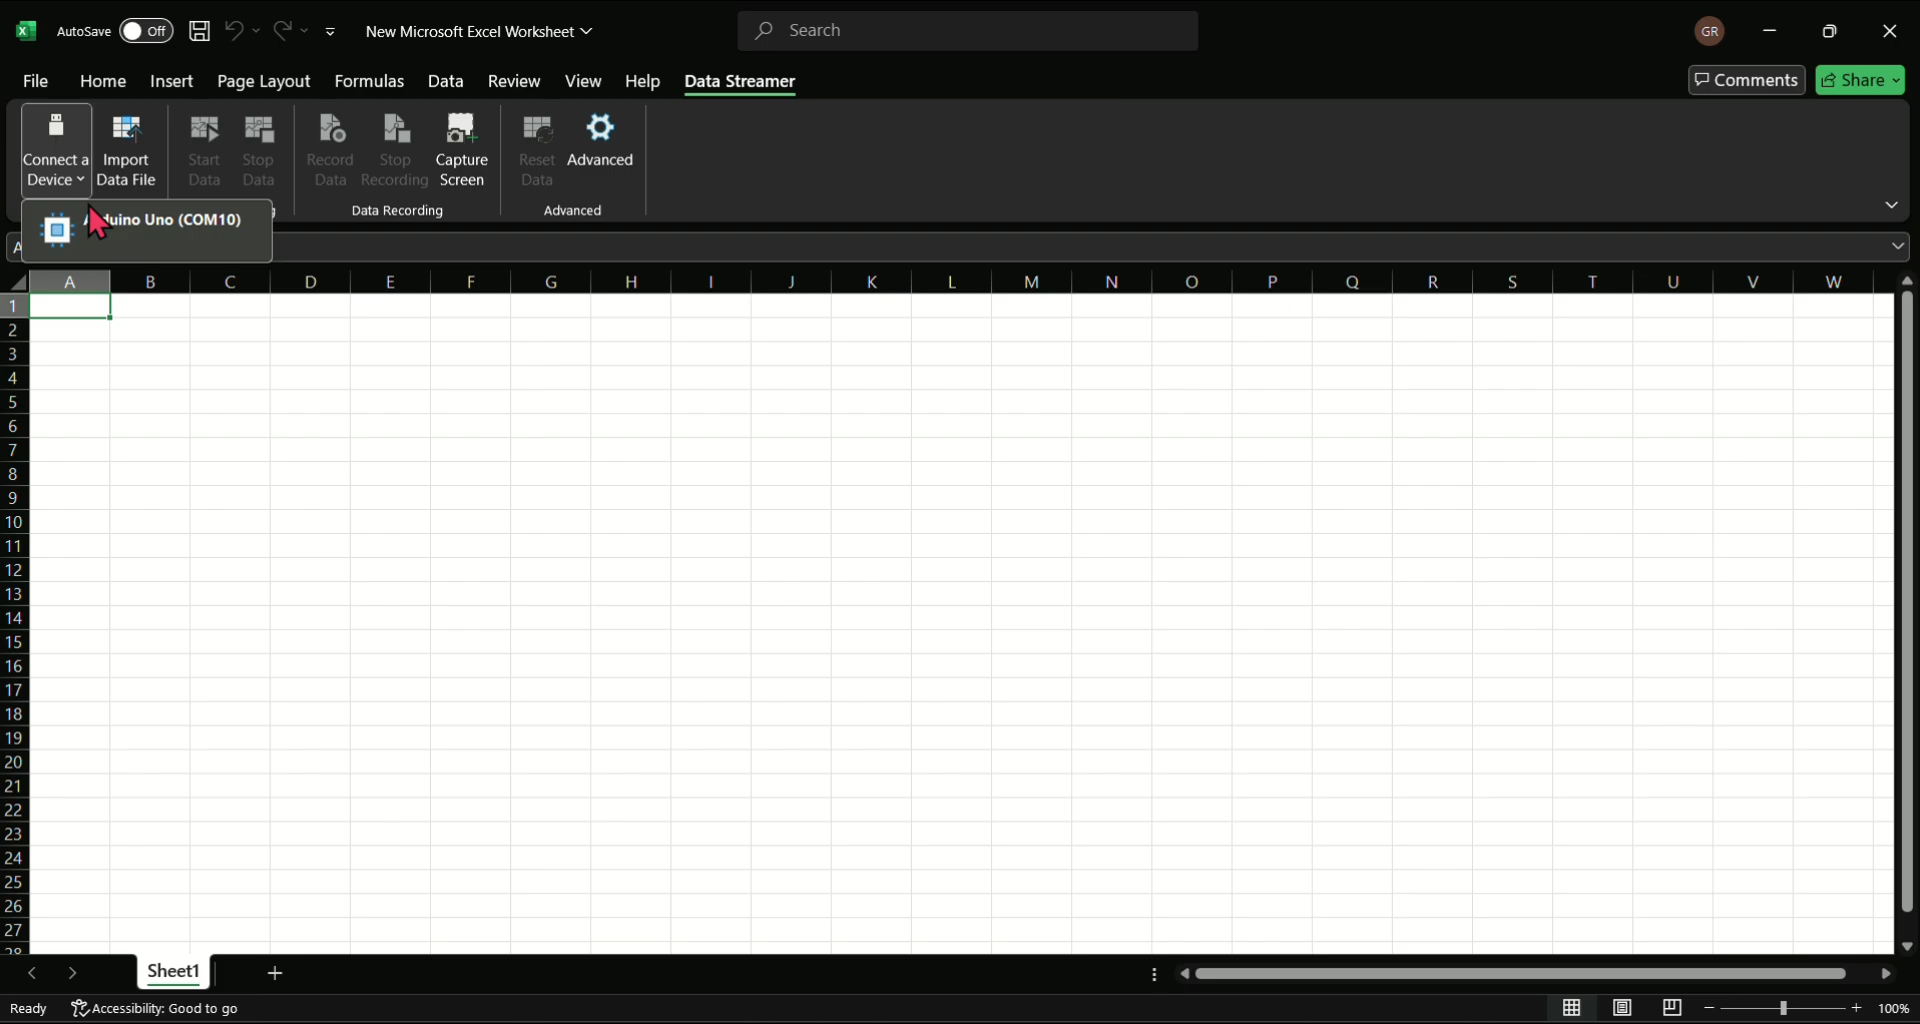 AutoSave Off New Microsoft Excel Worksheet Search GR
File Home Insert Page Layout Formulas Data Review View Help Data Streamer Comments Share
Connect a Device
Import Data File
Start Data
Stop Data
Record Data
Stop Recording
Capture Screen
Reset Data
Advanced
Data Recording
Advanced
Uno (COM10)
A B C D E F G H I J K L M N O P Q R S T U V W
1
2
3
4
5
6
7
8
9
10
11
12
13
14
15
16
17
18
19
20
21
22
23
24
25
26
27
28
Sheet1
Ready Accessibility: Good to go 100%